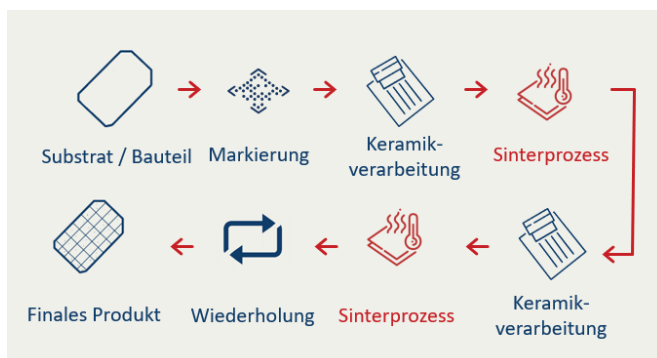 Substrat / Bauteil
Markierung
Keramik-
verarbeitung
Sinterprozess
Finales Produkt
Wiederholung
Sinterprozess
Keramik-
verarbeitung